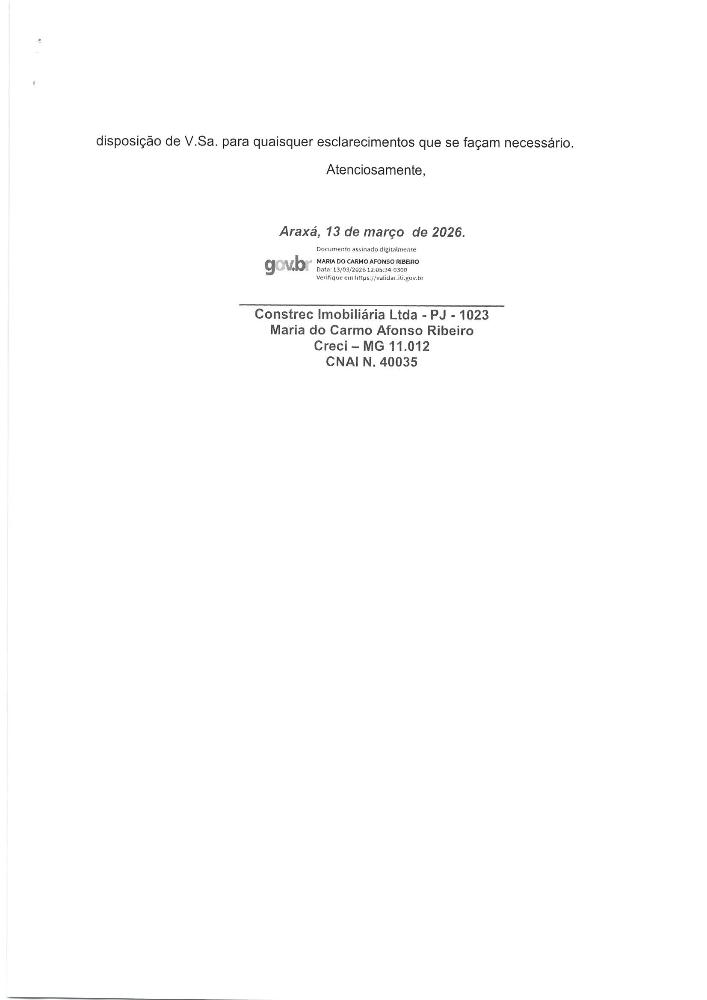 disposição de V.Sa. para quaisquer esclarecimentos que se façam necessário.
Atenciosamente,
Araxá, 13 de março de 2026.
Documento assinado digitalmente
gov.br
MARIA DO CARMO AFONSO RIBEIRO
Data: 13/03/2026 12:05:34-0300
Verifique em https://validar.iti.gov.br
Constrec Imobiliária Ltda - PJ - 1023
Maria do Carmo Afonso Ribeiro
Creci – MG 11.012
CNAI N. 40035